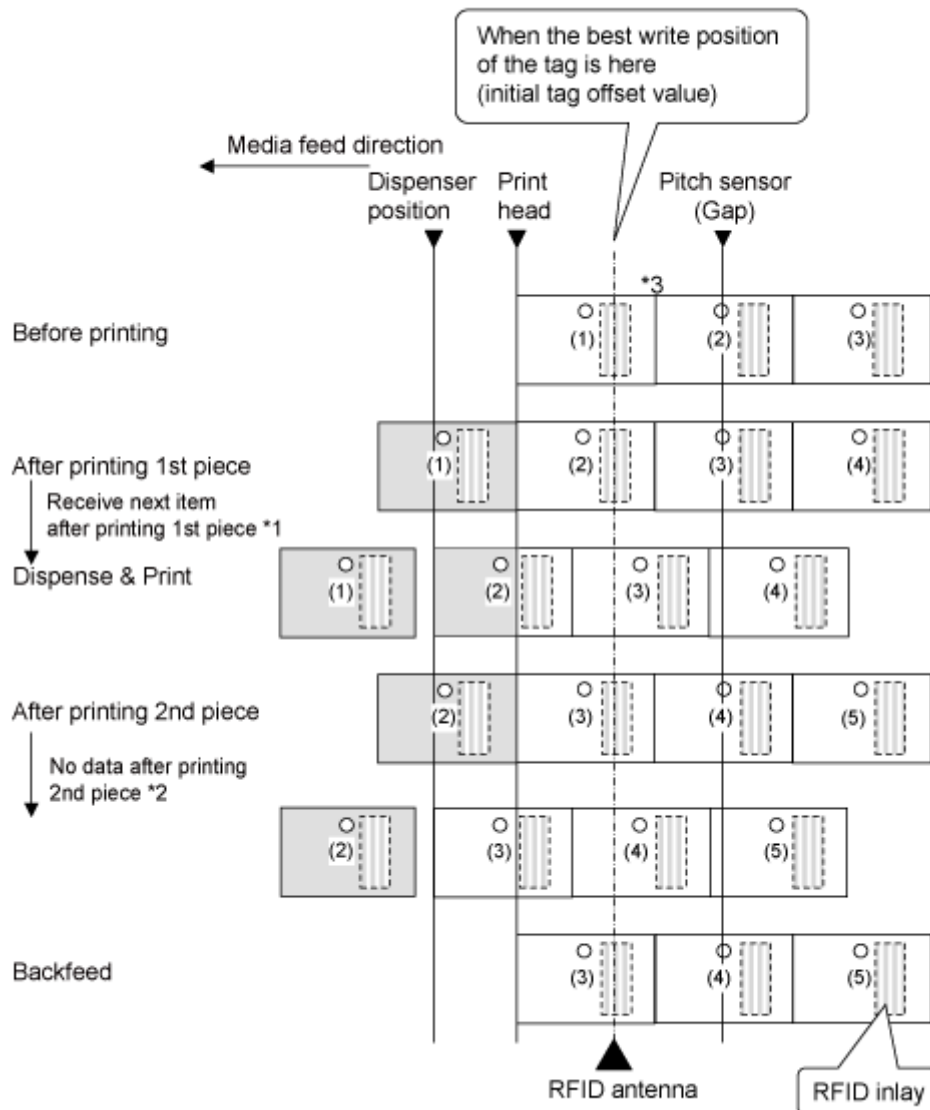 When the best write position
of the tag is here
(initial tag offset value)
Media feed direction
Dispenser
position
Print
head
Pitch sensor
(Gap)
*3
Before printing
(1)
(2)
(3)
After printing 1st piece
(1)
(2)
(3)
(4)
Receive next item
after printing 1st piece *1
Dispense & Print
(1)
(2)
(3)
(4)
After printing 2nd piece
(2)
(3)
(4)
(5)
No data after printing
2nd piece *2
(2)
(3)
(4)
(5)
Backfeed
(3)
(4)
(5)
RFID antenna
RFID inlay